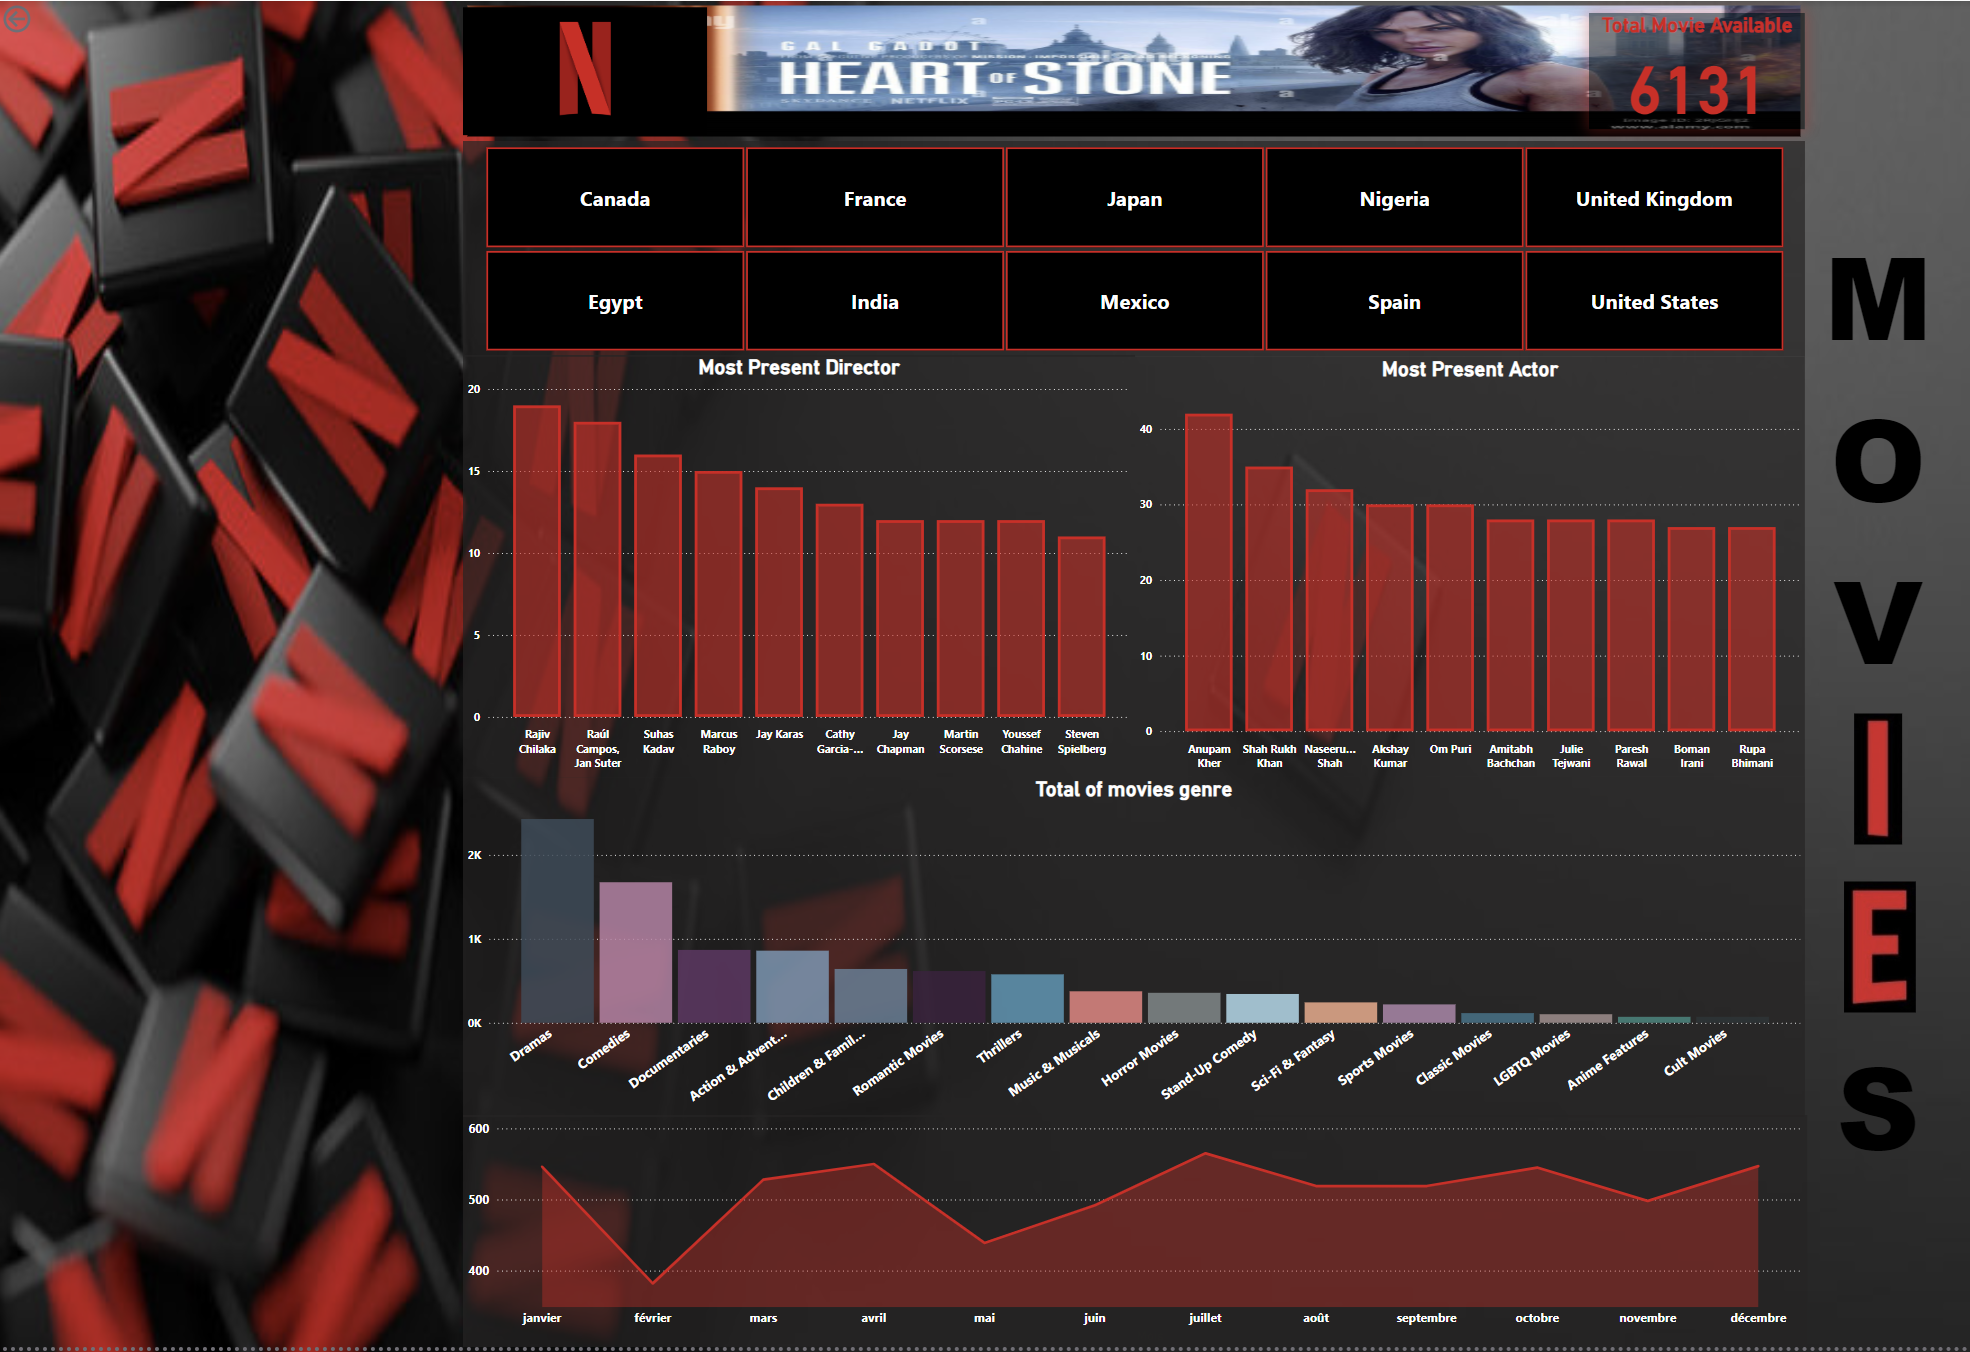 N
GAL GADOT
HEART OF STONE
SKYDANCE NETFLIX
Total Movie Available
6131
www.alamy.com
Canada
France
Japan
Nigeria
United Kingdom
Egypt
India
Mexico
Spain
United States
Most Present Director
20
15
10
5
0
Rajiv Chilaka
Raúl Campos, Jan Suter
Suhas Kadav
Marcus Raboy
Jay Karas
Cathy Garcia-...
Jay Chapman
Martin Scorsese
Youssef Chahine
Steven Spielberg
Most Present Actor
40
30
20
10
0
Anupam Kher
Shah Rukh Khan
Naseeru... Shah
Akshay Kumar
Om Puri
Amitabh Bachchan
Julie Tejwani
Paresh Rawal
Boman Irani
Rupa Bhimani
Total of movies genre
2K
1K
0K
Dramas
Comedies
Documentaries
Action & Advent...
Children & Famil...
Romantic Movies
Thrillers
Music & Musicals
Horror Movies
Stand-Up Comedy
Sci-Fi & Fantasy
Sports Movies
Classic Movies
LGBTQ Movies
Anime Features
Cult Movies
600
500
400
janvier
février
mars
avril
mai
juin
juillet
août
septembre
octobre
novembre
décembre
M
O
V
I
E
S